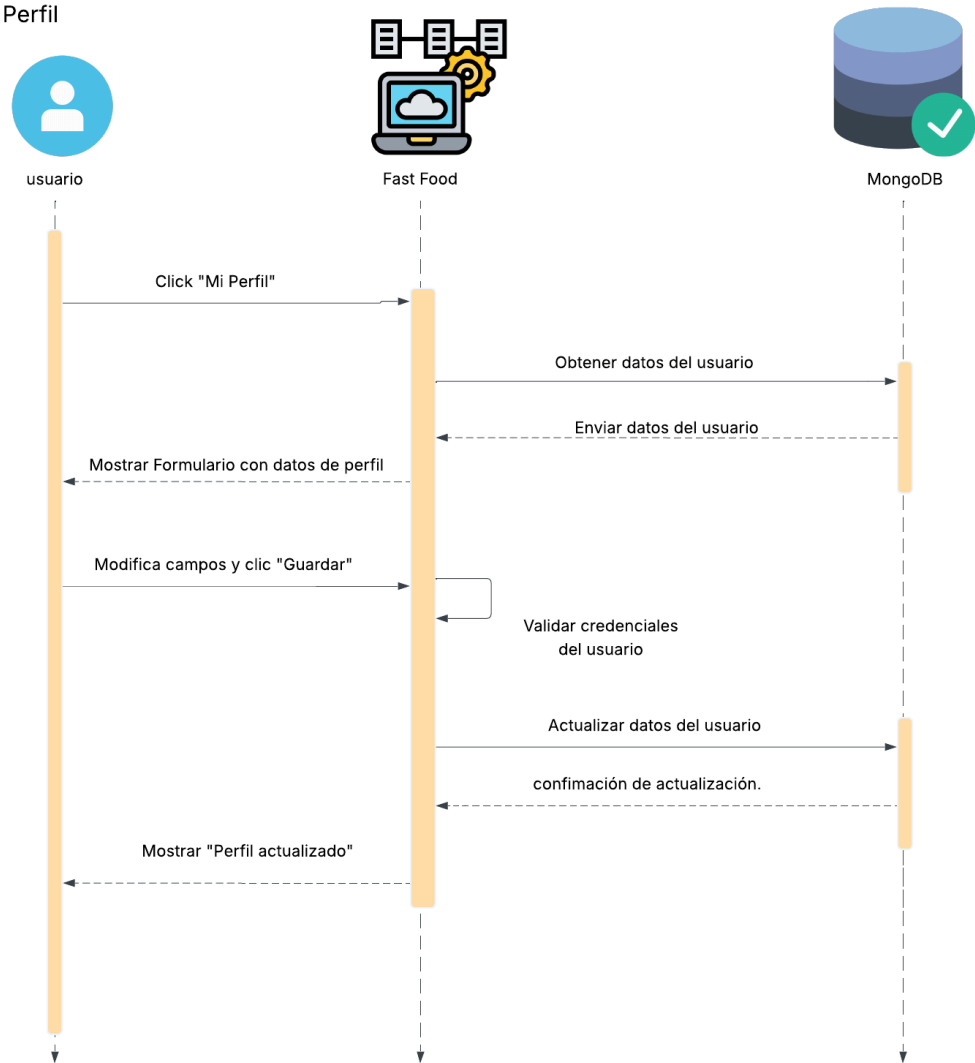 Perfil
usuario
Fast Food
MongoDB
Click "Mi Perfil"
Obtener datos del usuario
Enviar datos del usuario
Mostrar Formulario con datos de perfil
Modifica campos y clic "Guardar"
Validar credenciales
del usuario
Actualizar datos del usuario
confimación de actualización.
Mostrar "Perfil actualizado"